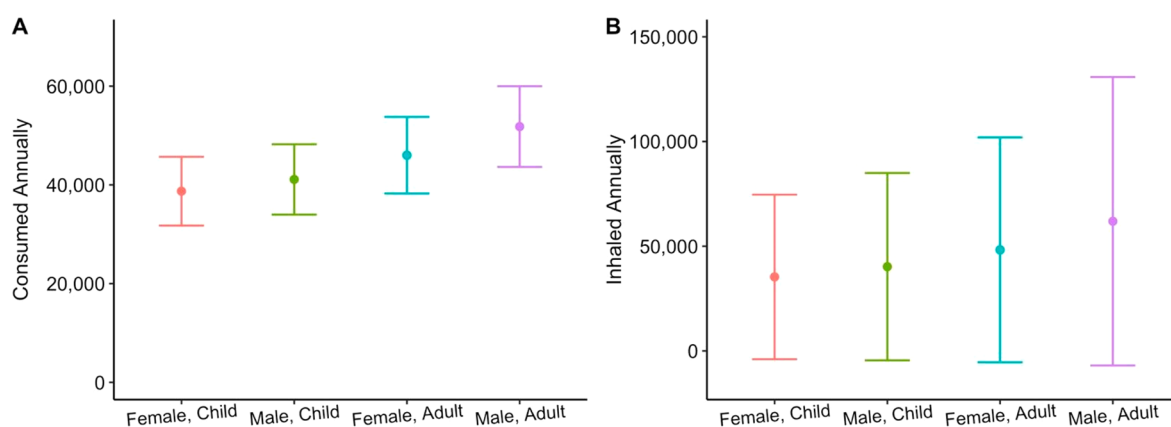 A
Consumed Annually
60,000
40,000
20,000
0
Female, Child
Male, Child
Female, Adult
Male, Adult
B
Inhaled Annually
150,000
100,000
50,000
0
Female, Child
Male, Child
Female, Adult
Male, Adult